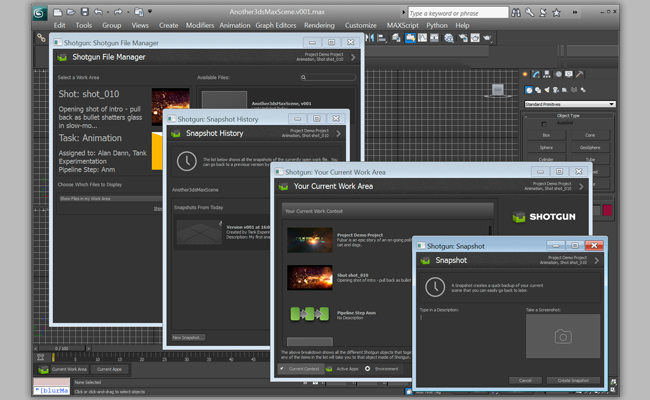 Another3dsMaxScene.v001.max
Type a keyword or phrase
Edit Tools Group Views Create Modifiers Animation Graph Editors Rendering Customize MAXScript Python Help
Shotgun: Shotgun File Manager
Shotgun File Manager
Project Demo Project
Animation, Shot shot_010
Select a Work Area
Available Files:
Shot: shot_010
Opening shot of intro - pull
back as bullet shatters glass
in slow-mo...
Task: Animation
Assigned to: Alan Dann, Tank
Experimentation
Pipeline Step: Anm
Another3dsMaxScene, v001
Choose Which Files to Display
Show Files in my Work Area
Shotgun: Snapshot History
Snapshot History
Project Demo Project
Animation, Shot shot_010
The list below shows all the snapshots of the currently open work file. You
can go back to a previous version
Another3dsMaxScene
Snapshots From Today
Version v001 at 16:
Created by Tank Exper
Description: My first
New Snapshot...
Shotgun: Your Current Work Area
Your Current Work Area
Project Demo Project
Animation, Shot shot_010
Your Current Work Context
Project Demo Project
Fubar is an epic story of an on-going
cat and dogs.
Shot shot_010
Opening shot of intro - pull back as bullet
Pipeline Step Anm
No Description
The above breakdown shows all the different Shotgun objects that
any of the items in the list will take you to that object inside of Shotgun.
Current Context
Active Apps
Environment
SHOTGUN
Shotgun: Snapshot
Snapshot
Project Demo Project
Animation, Shot shot_010
A Snapshot creates a quick backup of your current
scene that you can easily go back to later.
Type in a Description:
Take a Screenshot:
Cancel
Create Snapshot
Standard Primitives
Object Type
AutoGrid
Box
Cone
Sphere
GeoSphere
Cylinder
Tube
0 / 100
Current Work Area
Current Apps
None Selected
Click or click-and-drag to select objects
"[blurMa